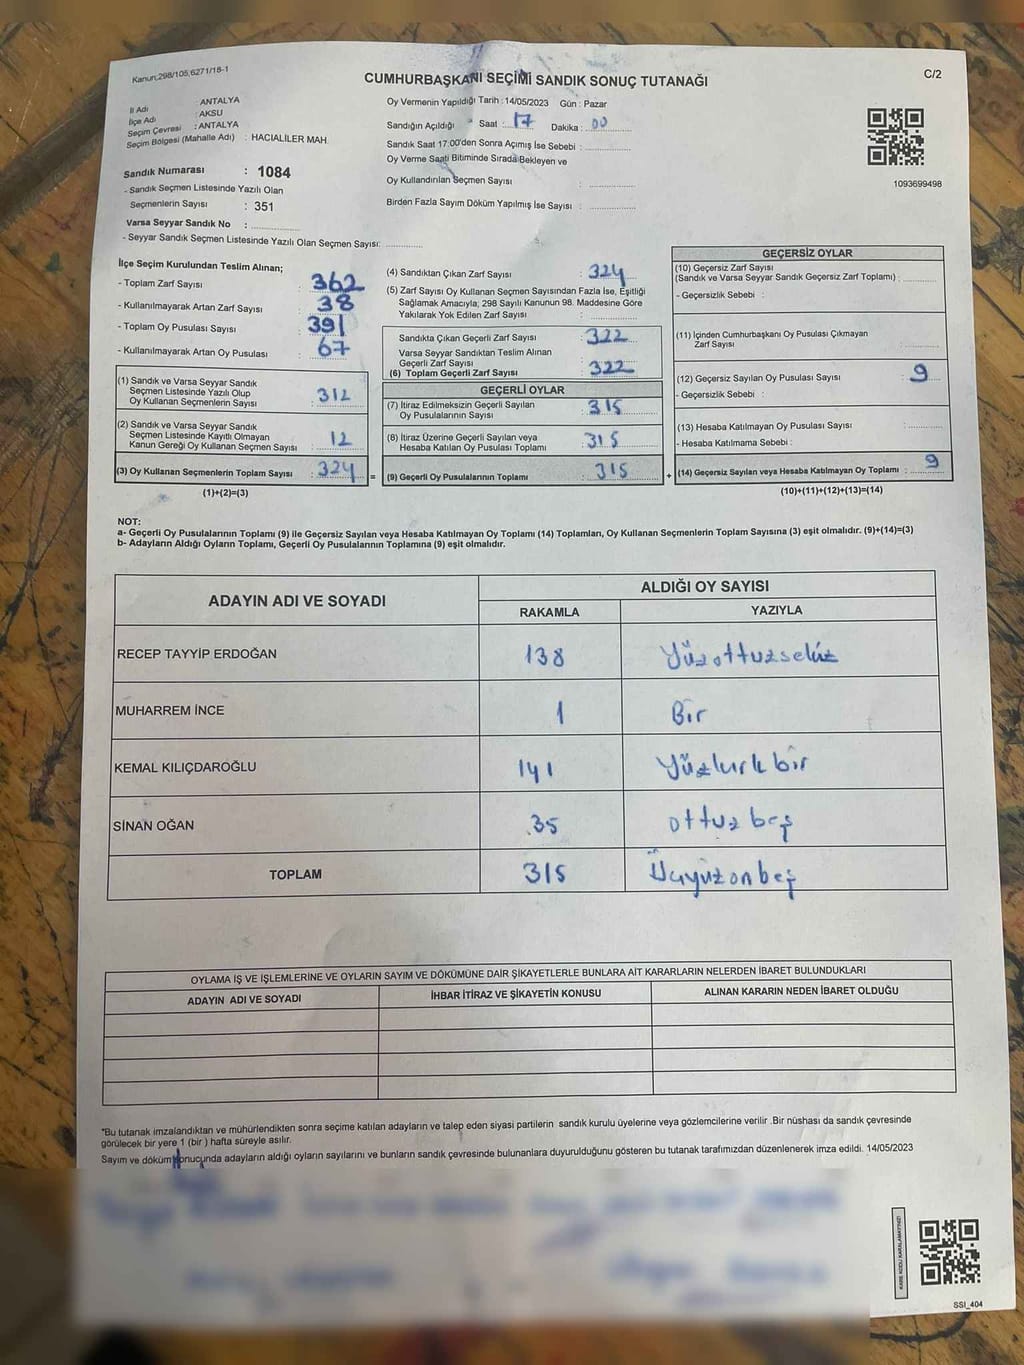 Kanun:298/105,6271/18-1
CUMHURBAŞKANI SEÇİMİ SANDIK SONUÇ TUTANAĞI
C/2
İl Adı : ANTALYA
İlçe Adı : AKSU
Seçim Çevresi : ANTALYA
Seçim Bölgesi (Mahalle Adı) : HACIALİLER MAH.
Sandık Numarası : 1084
- Sandık Seçmen Listesinde Yazılı Olan
Seçmenlerin Sayısı : 351
Varsa Seyyar Sandık No :
- Seyyar Sandık Seçmen Listesinde Yazılı Olan Seçmen Sayısı:
Oy Vermenin Yapıldığı Tarih : 14/05/2023 Gün : Pazar
Sandığın Açıldığı Saat : 17 Dakika : 00
Sandık Saat 17:00'den Sonra Açımış İse Sebebi :
Oy Verme Saati Bitiminde Sırada Bekleyen ve
Oy Kullandırılan Seçmen Sayısı :
Birden Fazla Sayım Döküm Yapılmış İse Sayısı :
1093699498
İlçe Seçim Kurulundan Teslim Alınan;
- Toplam Zarf Sayısı : 362
- Kullanılmayarak Artan Zarf Sayısı : 38
- Toplam Oy Pusulası Sayısı : 391
- Kullanılmayarak Artan Oy Pusulası : 67
(1) Sandık ve Varsa Seyyar Sandık
Seçmen Listesinde Yazılı Olup
Oy Kullanan Seçmenlerin Sayısı : 312
(2) Sandık ve Varsa Seyyar Sandık
Seçmen Listesinde Kayıtlı Olmayan
Kanun Gereği Oy Kullanan Seçmen Sayısı : 12
(3) Oy Kullanan Seçmenlerin Toplam Sayısı : 324 =
(1)+(2)=(3)
(4) Sandıktan Çıkan Zarf Sayısı : 324
(5) Zarf Sayısı Oy Kullanan Seçmen Sayısından Fazla İse, Eşitliği
Sağlamak Amacıyla; 298 Sayılı Kanunun 98. Maddesine Göre
Yakılarak Yok Edilen Zarf Sayısı :
Sandıkta Çıkan Geçerli Zarf Sayısı : 322
Varsa Seyyar Sandıktan Teslim Alınan
Geçerli Zarf Sayısı :
(6) Toplam Geçerli Zarf Sayısı : 322
GEÇERLİ OYLAR
(7) İtiraz Edilmeksizin Geçerli Sayılan
Oy Pusulalarının Sayısı : 315
(8) İtiraz Üzerine Geçerli Sayılan veya
Hesaba Katılan Oy Pusulası Toplamı : 315
(9) Geçerli Oy Pusulalarının Toplamı : 315 +
GEÇERSİZ OYLAR
(10) Geçersiz Zarf Sayısı
(Sandık ve Varsa Seyyar Sandık Geçersiz Zarf Toplamı) :
- Geçersizlik Sebebi :
(11) İçinden Cumhurbaşkanı Oy Pusulası Çıkmayan
Zarf Sayısı :
(12) Geçersiz Sayılan Oy Pusulası Sayısı : 9
- Geçersizlik Sebebi :
(13) Hesaba Katılmayan Oy Pusulası Sayısı :
- Hesaba Katılmama Sebebi :
(14) Geçersiz Sayılan veya Hesaba Katılmayan Oy Toplamı : 9
(10)+(11)+(12)+(13)=(14)
NOT:
a- Geçerli Oy Pusulalarının Toplamı (9) ile Geçersiz Sayılan veya Hesaba Katılmayan Oy Toplamı (14) Toplamları, Oy Kullanan Seçmenlerin Toplam Sayısına (3) eşit olmalıdır. (9)+(14)=(3)
b- Adayların Aldığı Oyların Toplamı, Geçerli Oy Pusulalarının Toplamına (9) eşit olmalıdır.
ADAYIN ADI VE SOYADI
ALDIĞI OY SAYISI
RAKAMLA YAZIYLA
RECEP TAYYİP ERDOĞAN 138 Yüzottuzsekiz
MUHARREM İNCE 1 Bir
KEMAL KILIÇDAROĞLU 141 Yüzkırkbir
SİNAN OĞAN 35 ottuzbeş
TOPLAM 315 Üçyüzonbeş
OYLAMA İŞ VE İŞLEMLERİNE VE OYLARIN SAYIM VE DÖKÜMÜNE DAİR ŞİKAYETLERLE BUNLARA AİT KARARLARIN NELERDEN İBARET BULUNDUKLARI
ADAYIN ADI VE SOYADI İHBAR İTİRAZ VE ŞİKAYETİN KONUSU ALINAN KARARIN NEDEN İBARET OLDUĞU
*Bu tutanak imzalandıktan ve mühürlendikten sonra seçime katılan adayların ve talep eden siyasi partilerin sandık kurulu üyelerine veya gözlemcilerine verilir .Bir nüshası da sandık çevresinde
görülecek bir yere 1 (bir ) hafta süreyle asılır.
Sayım ve döküm sonucunda adayların aldığı oyların sayılarını ve bunların sandık çevresinde bulunanlara duyurulduğunu gösteren bu tutanak tarafımızdan düzenlenerek imza edildi. 14/05/2023
KARE KODU KARALAMAYINIZ!
SSI_404